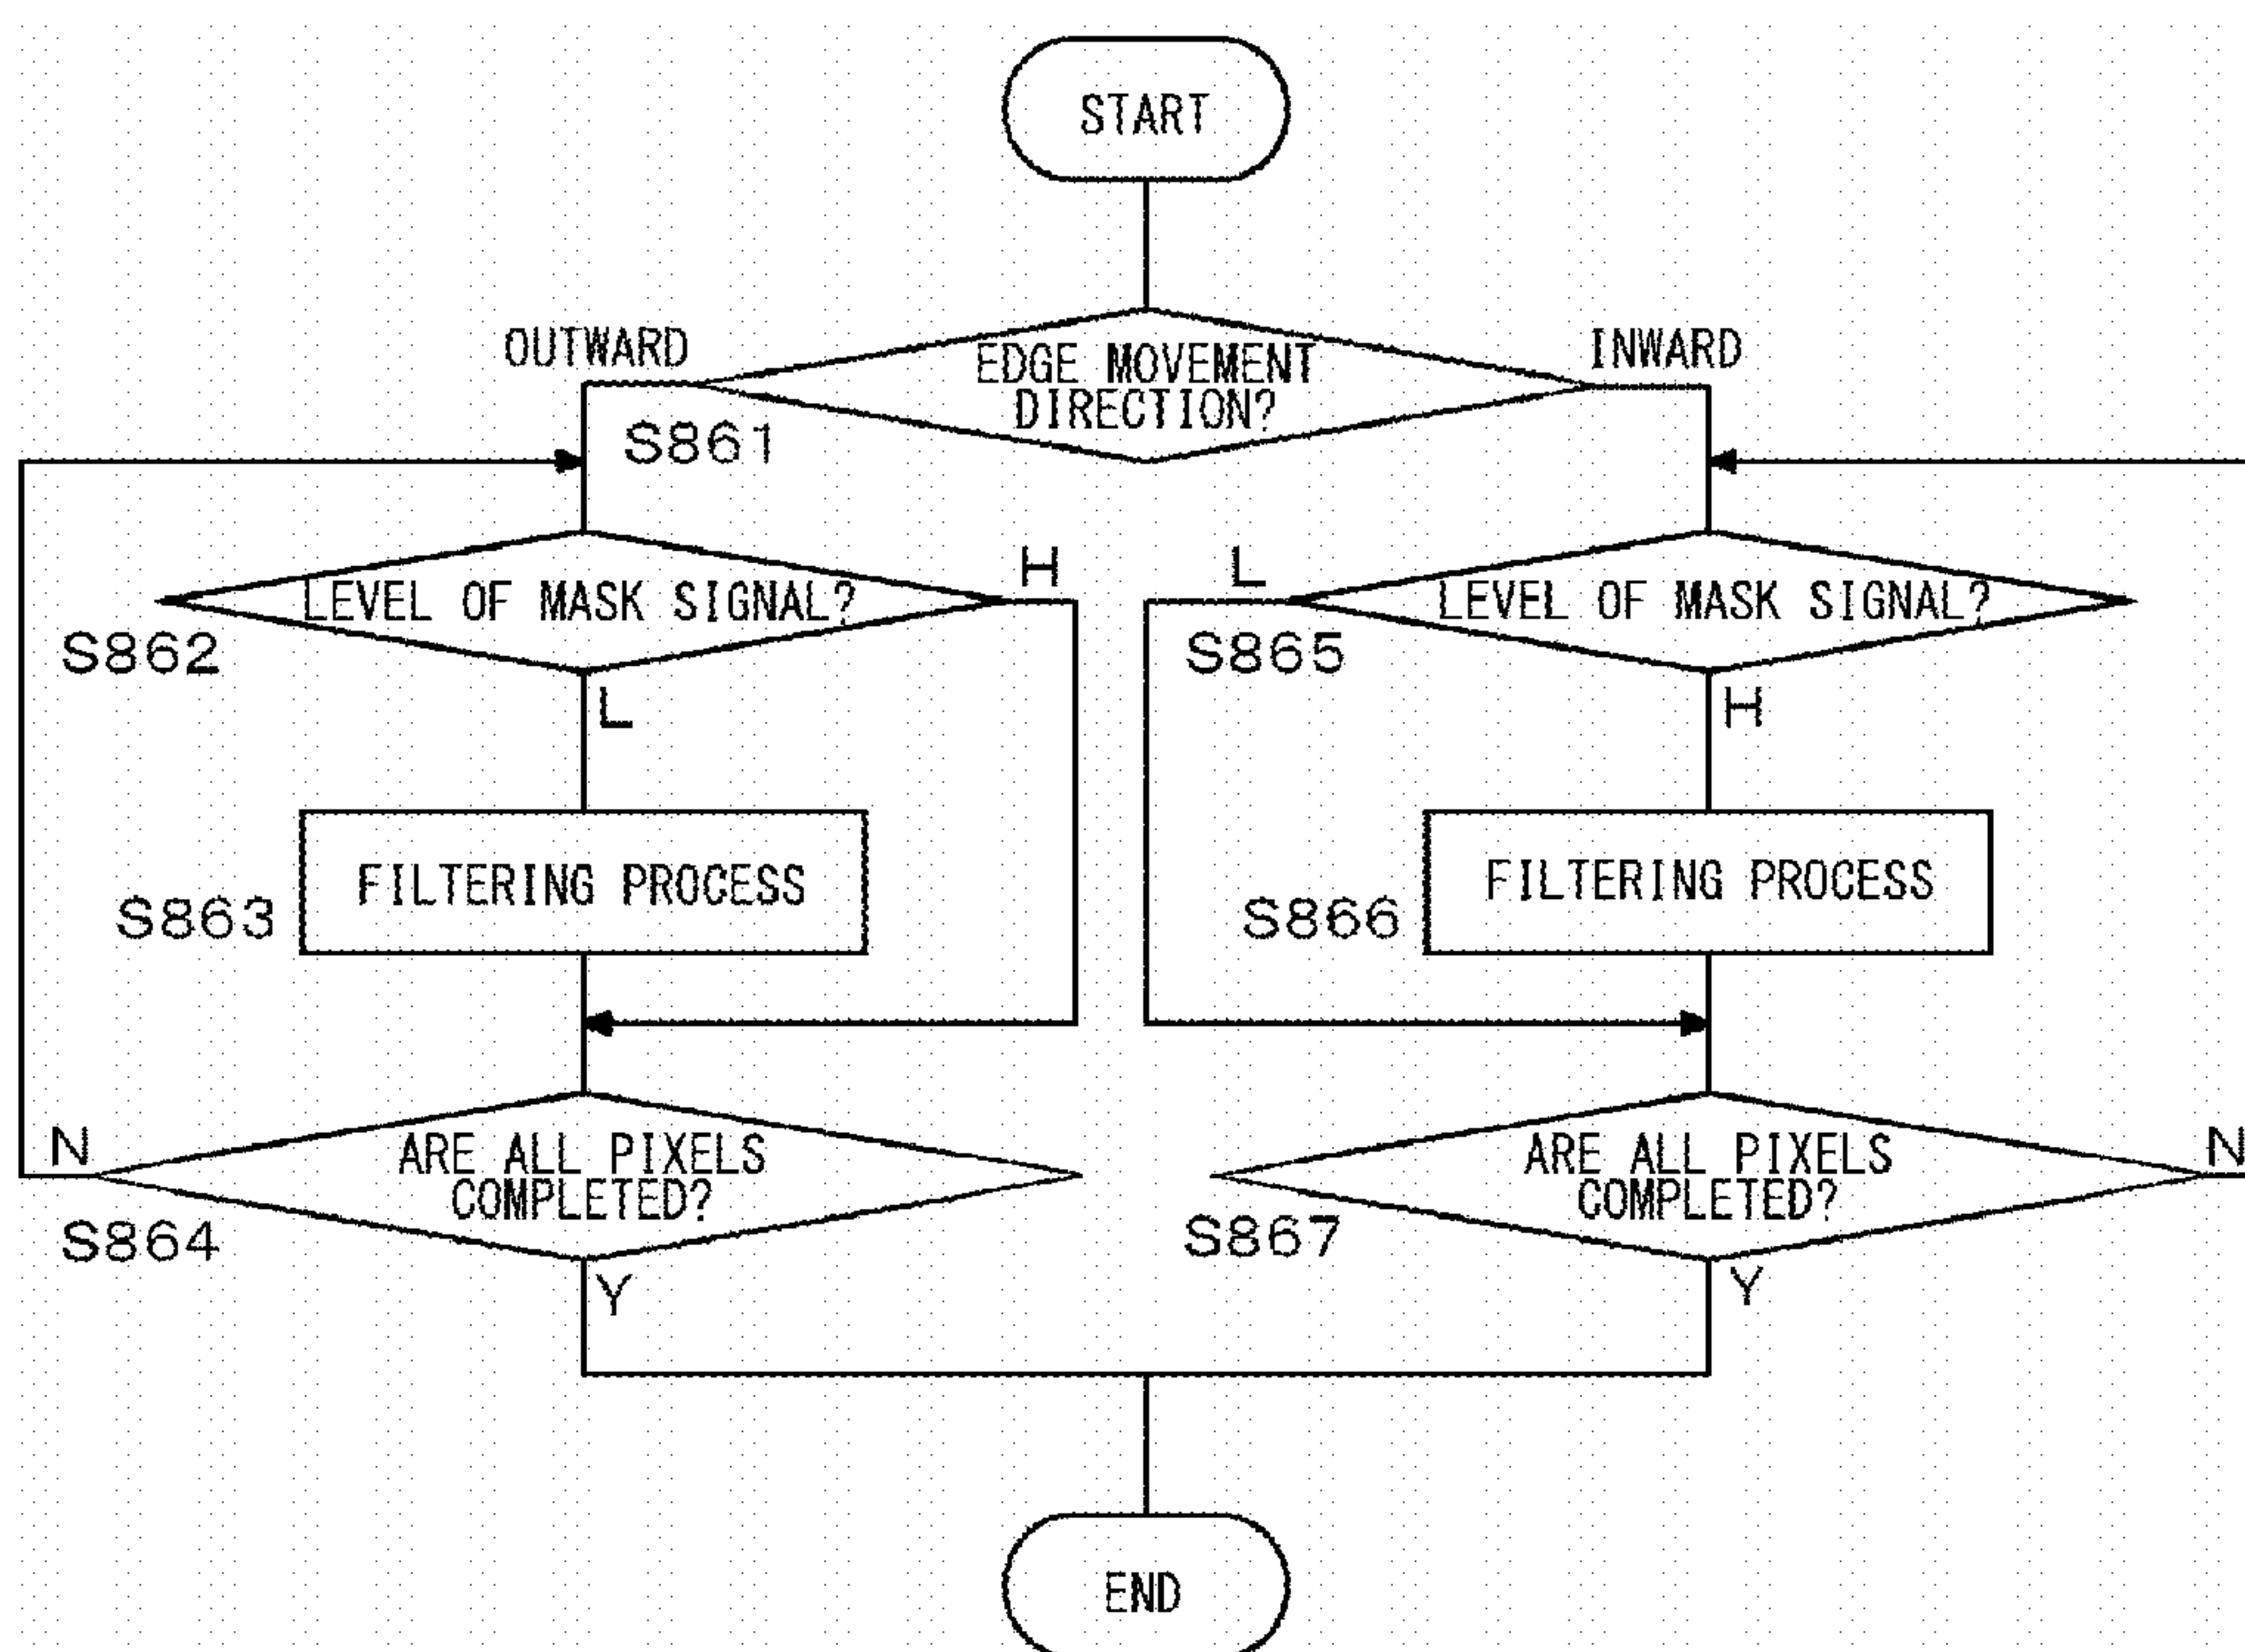 START
OUTWARD
EDGE MOVEMENT
DIRECTION?
INWARD
S861
LEVEL OF MASK SIGNAL?
H
S862
L
FILTERING PROCESS
S863
ARE ALL PIXELS
COMPLETED?
N
S864
Y
L
LEVEL OF MASK SIGNAL?
S865
H
FILTERING PROCESS
S866
ARE ALL PIXELS
COMPLETED?
N
S867
Y
END